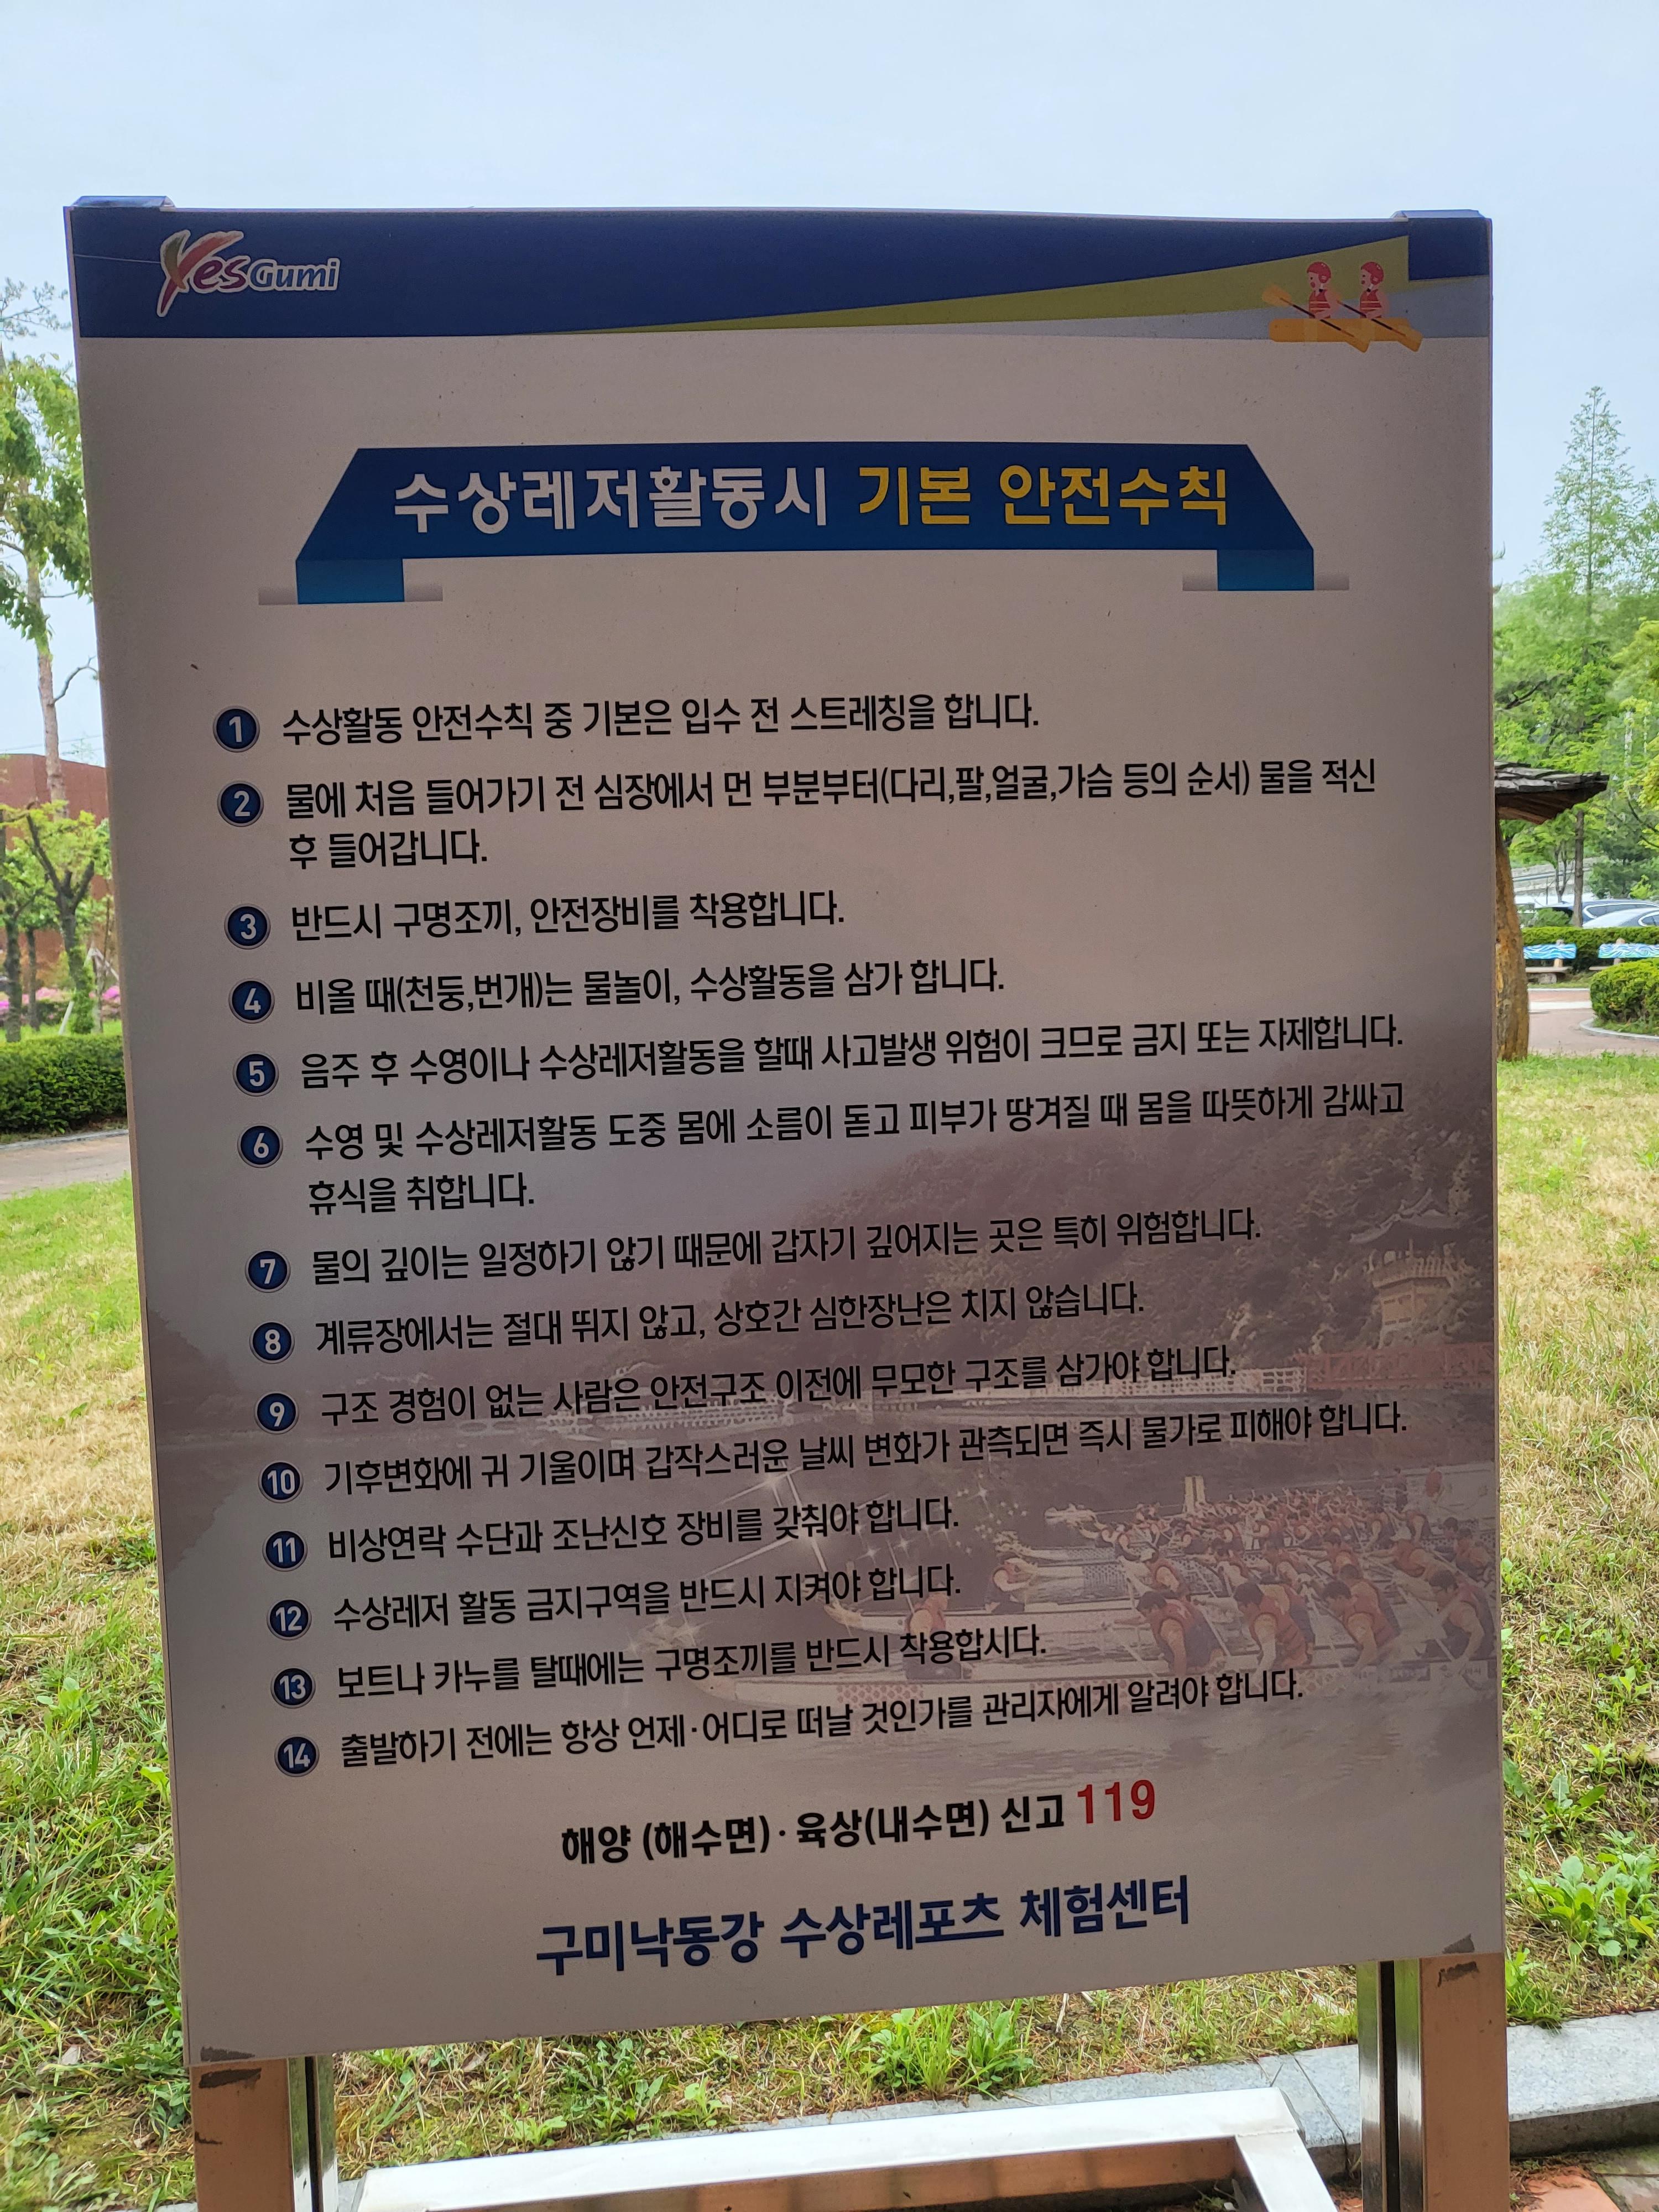 Yes Gumi
수상레저활동시 기본 안전수칙
1 수상활동 안전수칙 중 기본은 입수 전 스트레칭을 합니다.
2 물에 처음 들어가기 전 심장에서 먼 부분부터(다리,팔,얼굴,가슴 등의 순서) 물을 적신
후 들어갑니다.
3 반드시 구명조끼, 안전장비를 착용합니다.
4 비올 때(천둥,번개)는 물놀이, 수상활동을 삼가 합니다.
5 음주 후 수영이나 수상레저활동을 할때 사고발생 위험이 크므로 금지 또는 자제합니다.
6 수영 및 수상레저활동 도중 몸에 소름이 돋고 피부가 땅겨질 때 몸을 따뜻하게 감싸고
휴식을 취합니다.
7 물의 깊이는 일정하기 않기 때문에 갑자기 깊어지는 곳은 특히 위험합니다.
8 계류장에서는 절대 뛰지 않고, 상호간 심한장난은 치지 않습니다.
9 구조 경험이 없는 사람은 안전구조 이전에 무모한 구조를 삼가야 합니다.
10 기후변화에 귀 기울이며 갑작스러운 날씨 변화가 관측되면 즉시 물가로 피해야 합니다.
11 비상연락 수단과 조난신호 장비를 갖춰야 합니다.
12 수상레저 활동 금지구역을 반드시 지켜야 합니다.
13 보트나 카누를 탈때에는 구명조끼를 반드시 착용합시다.
14 출발하기 전에는 항상 언제·어디로 떠날 것인가를 관리자에게 알려야 합니다.
해양 (해수면)·육상(내수면) 신고 119
구미낙동강 수상레포츠 체험센터